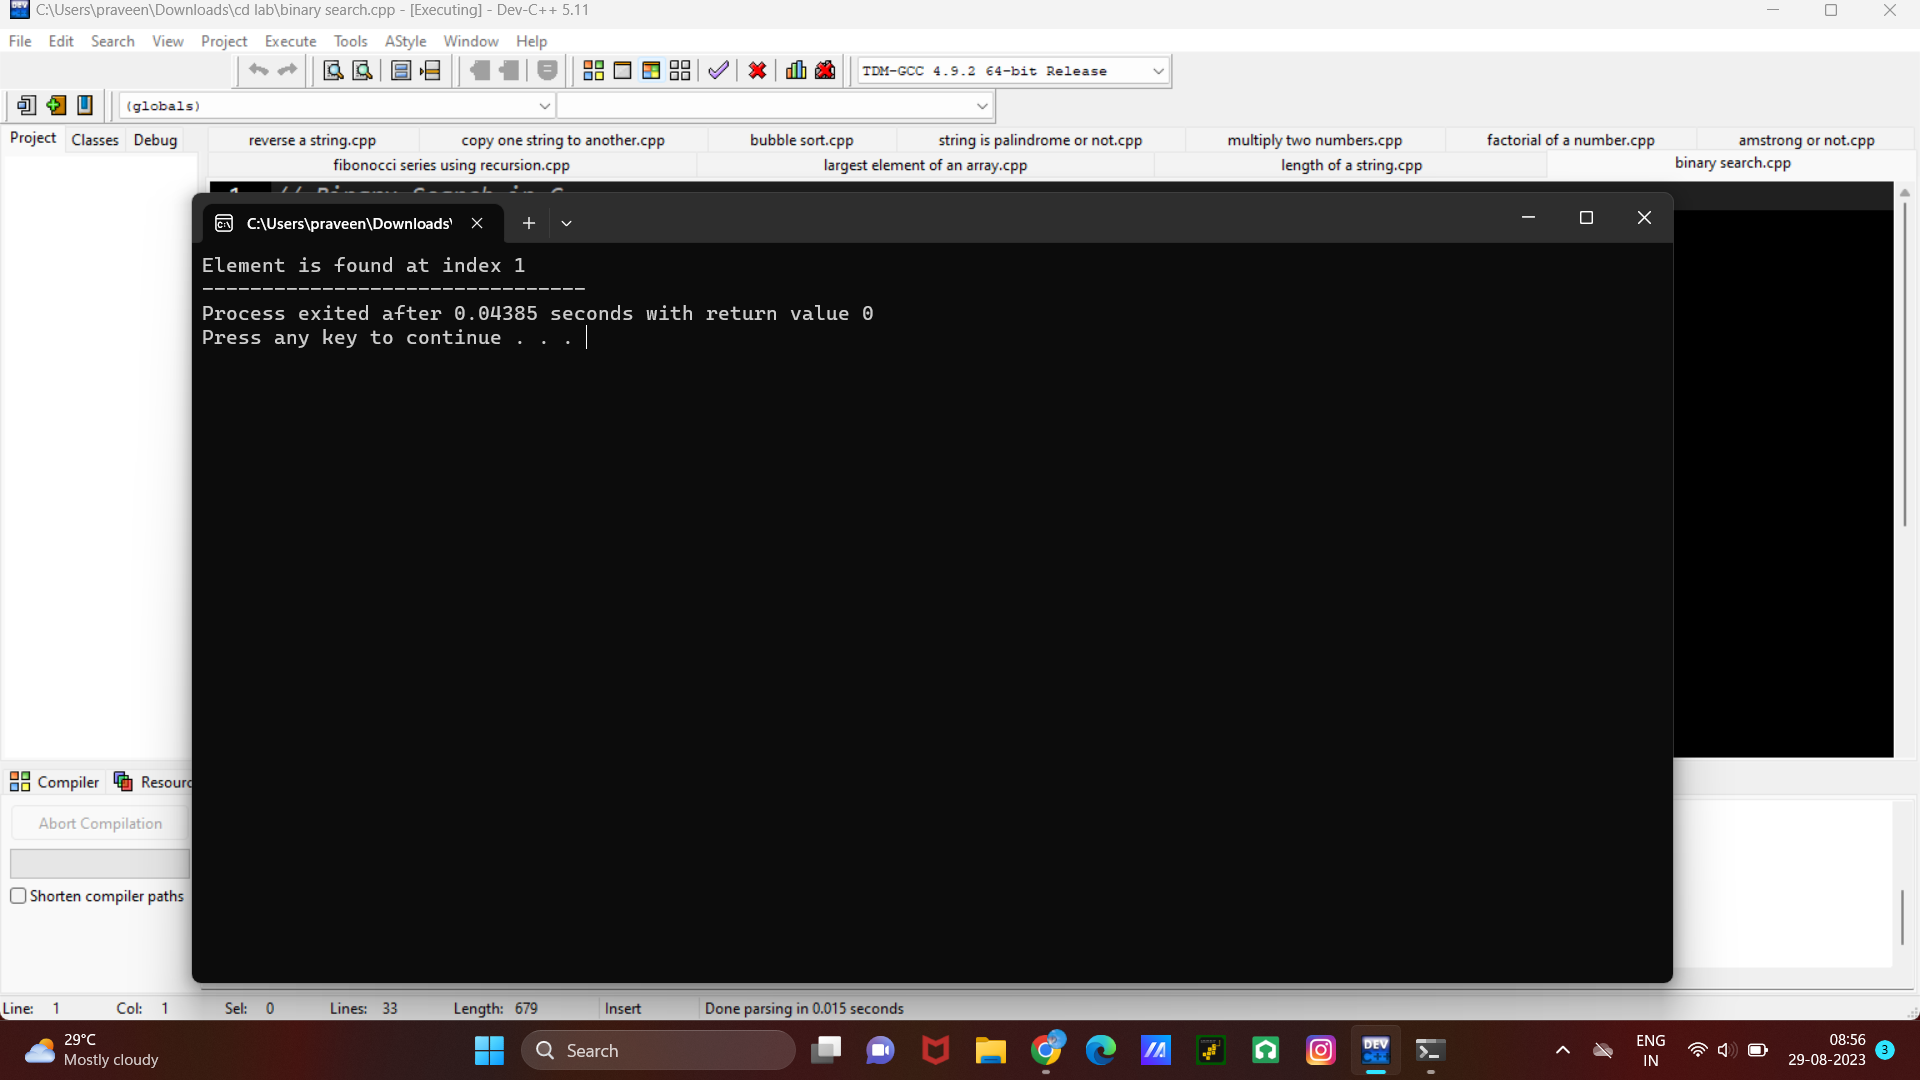 C:\Users\praveen\Downloads\cd lab\binary search.cpp - [Executing] - Dev-C++ 5.11
File Edit Search View Project Execute Tools AStyle Window Help
TDM-GCC 4.9.2 64-bit Release
(globals)
Project Classes Debug
reverse a string.cpp copy one string to another.cpp bubble sort.cpp string is palindrome or not.cpp multiply two numbers.cpp factorial of a number.cpp amstrong or not.cpp
fibonocci series using recursion.cpp largest element of an array.cpp length of a string.cpp binary search.cpp
1 // Binary Search in C
C:\Users\praveen\Downloads\
Element is found at index 1
--------------------------------
Process exited after 0.04385 seconds with return value 0
Press any key to continue . . .
Compiler Resourc
Abort Compilation
Shorten compiler paths
Line: 1 Col: 1 Sel: 0 Lines: 33 Length: 679 Insert Done parsing in 0.015 seconds
29°C
Mostly cloudy
Search
DEV
C++
ENG
IN
08:56
29-08-2023
3